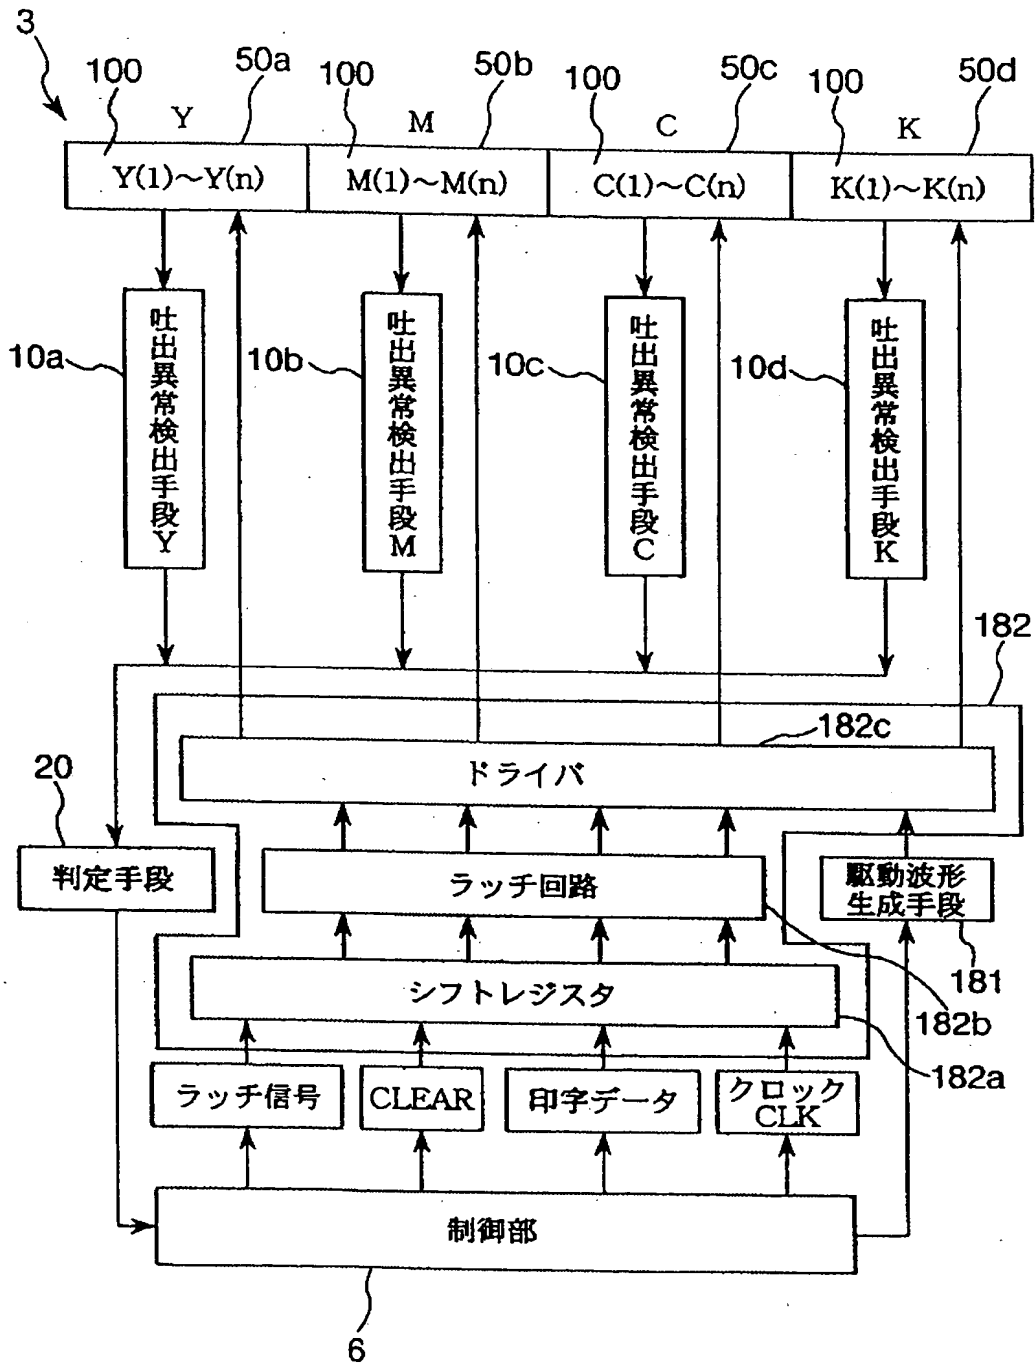 3
100
50a
100
50b
100
50c
100
50d
Y
M
C
K
Y(1)~Y(n)
M(1)~M(n)
C(1)~C(n)
K(1)~K(n)
10a
吐出異常検出手段Y
10b
吐出異常検出手段M
10c
吐出異常検出手段C
10d
吐出異常検出手段K
182
182c
ドライバ
20
判定手段
ラッチ回路
駆動波形
生成手段
181
シフトレジスタ
182b
182a
ラッチ信号
CLEAR
印字データ
クロック
CLK
制御部
6